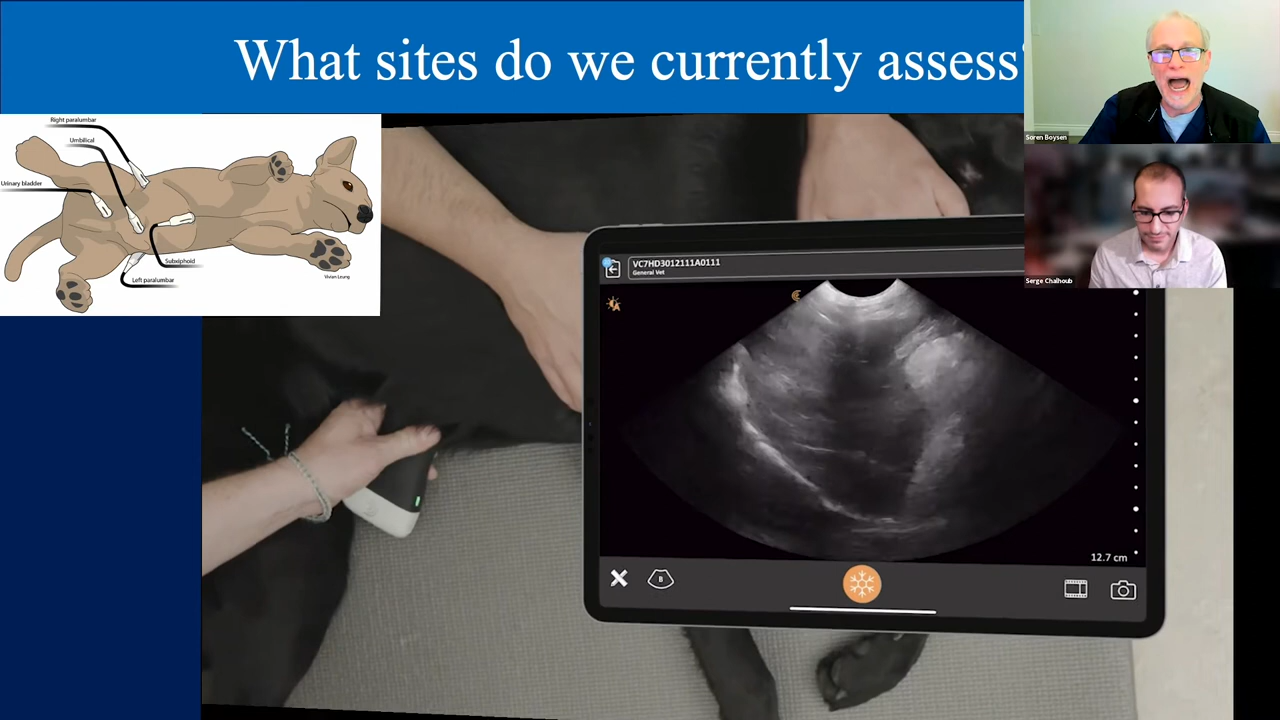 What sites do we currently assess
Right paralumbar
Umbilical
Urinary bladder
Subxiphoid
Left paralumbar
Vivian Leung
VC7HD3012111A0111
General Vet
B
12.7 cm
Soren Boysen
Serge Chalhoub